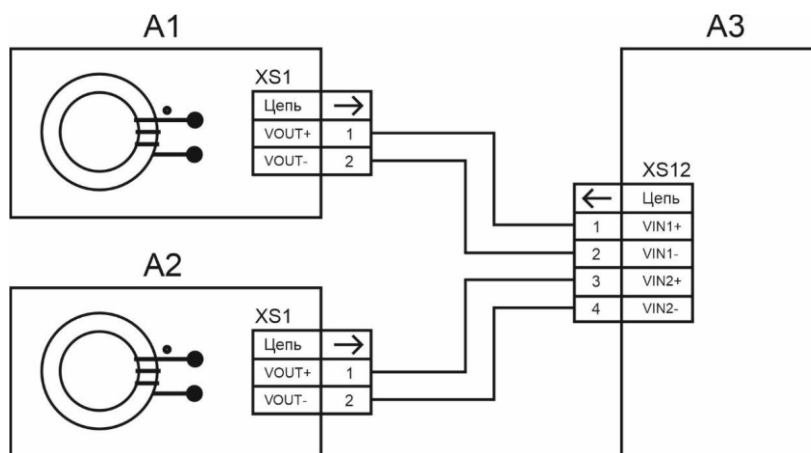 A1
XS1
Цепь →
VOUT+ 1
VOUT- 2
A2
XS1
Цепь →
VOUT+ 1
VOUT- 2
A3
XS12
← Цепь
1 VIN1+
2 VIN1-
3 VIN2+
4 VIN2-